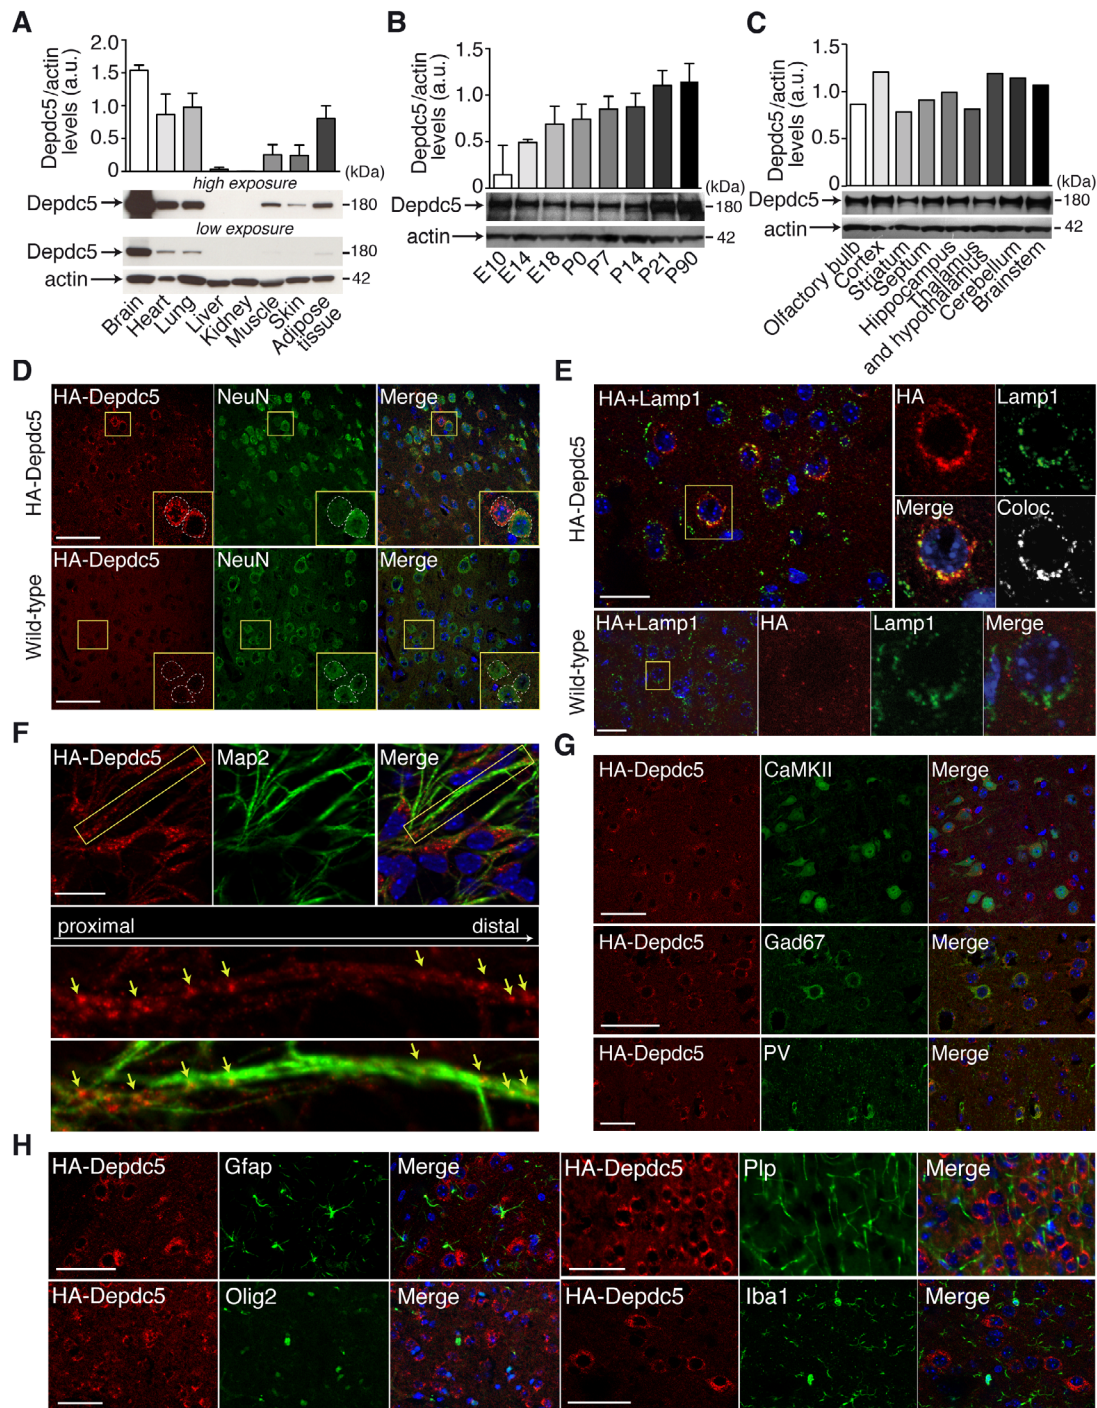 A
Depdc5/actin
levels (a.u.)
2.0
1.5
1.0
0.5
0
(kDa)
high exposure
Depdc5
180
low exposure
Depdc5
180
actin
42
Brain
Heart
Lung
Liver
Kidney
Muscle
Skin
Adipose
tissue
B
Depdc5/actin
levels (a.u.)
1.5
1.0
0.5
0
(kDa)
Depdc5
180
actin
42
E10
E14
E18
P0
P7
P14
P21
P90
C
Depdc5/actin
levels (a.u.)
1.5
1.0
0.5
0
(kDa)
Depdc5
180
actin
42
Olfactory bulb
Cortex
Striatum
Septum
Hippocampus
Thalamus
and hypothalamus
Cerebellum
Brainstem
D
HA-Depdc5
HA-Depdc5
NeuN
Merge
Wild-type
HA-Depdc5
NeuN
Merge
E
HA-Depdc5
HA+Lamp1
HA
Lamp1
Merge
Coloc.
Wild-type
HA+Lamp1
HA
Lamp1
Merge
F
HA-Depdc5
Map2
Merge
proximal
distal
G
HA-Depdc5
CaMKII
Merge
HA-Depdc5
Gad67
Merge
HA-Depdc5
PV
Merge
H
HA-Depdc5
Gfap
Merge
HA-Depdc5
Plp
Merge
HA-Depdc5
Olig2
Merge
HA-Depdc5
Iba1
Merge